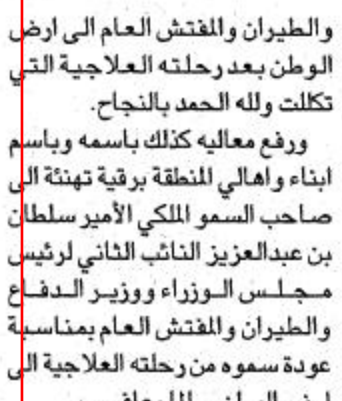 والطيران والمفتش العام الى ارض
الوطن بعد رحلته العلاجية التي
تكللت ولله الحمد بالنجاح.
ورفع معاليه كذلك باسمه وباسم
ابناء واهالي المنطقة برقية تهنئة الى
صاحب السمو الملكي الأمير سلطان
بن عبدالعزيز النائب الثاني لرئيس
مجلس الوزراء ووزير الدفاع
والطيران والمفتش العام بمناسبة
عودة سموه من رحلته العلاجية الى